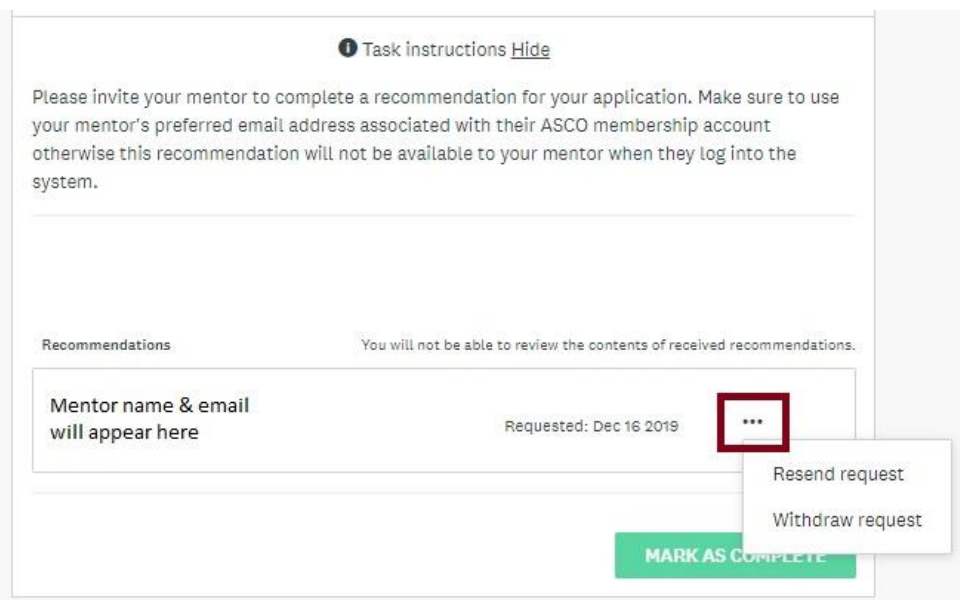 Task instructions Hide
Please invite your mentor to complete a recommendation for your application. Make sure to use
your mentor's preferred email address associated with their ASCO membership account
otherwise this recommendation will not be available to your mentor when they log into the
system.
Recommendations You will not be able to review the contents of received recommendations.
Mentor name & email
will appear here
Requested: Dec 16 2019 •••
Resend request
Withdraw request
MARK AS COMPLETE